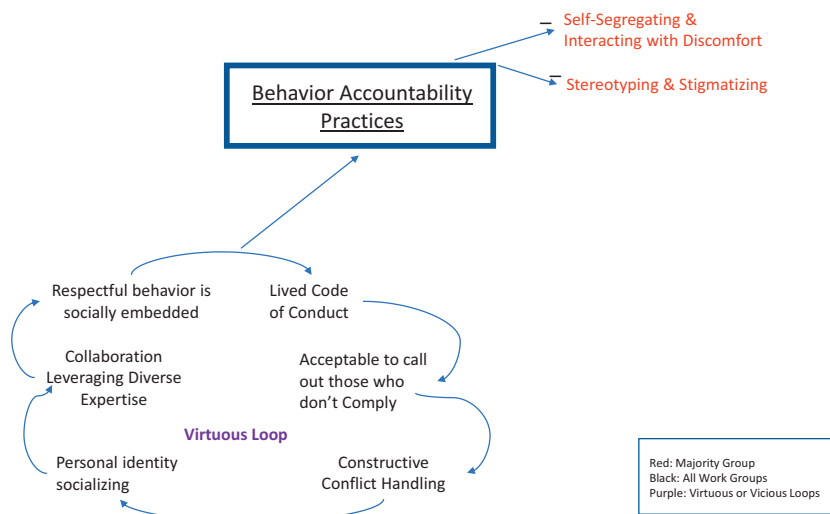 Self-Segregating &
Interacting with Discomfort
Stereotyping & Stigmatizing
Behavior Accountability
Practices
Respectful behavior is
socially embedded
Lived Code
of Conduct
Collaboration
Leveraging Diverse
Expertise
Acceptable to call
out those who
don’t Comply
Virtuous Loop
Personal identity
socializing
Constructive
Conflict Handling
Red: Majority Group
Black: All Work Groups
Purple: Virtuous or Vicious Loops